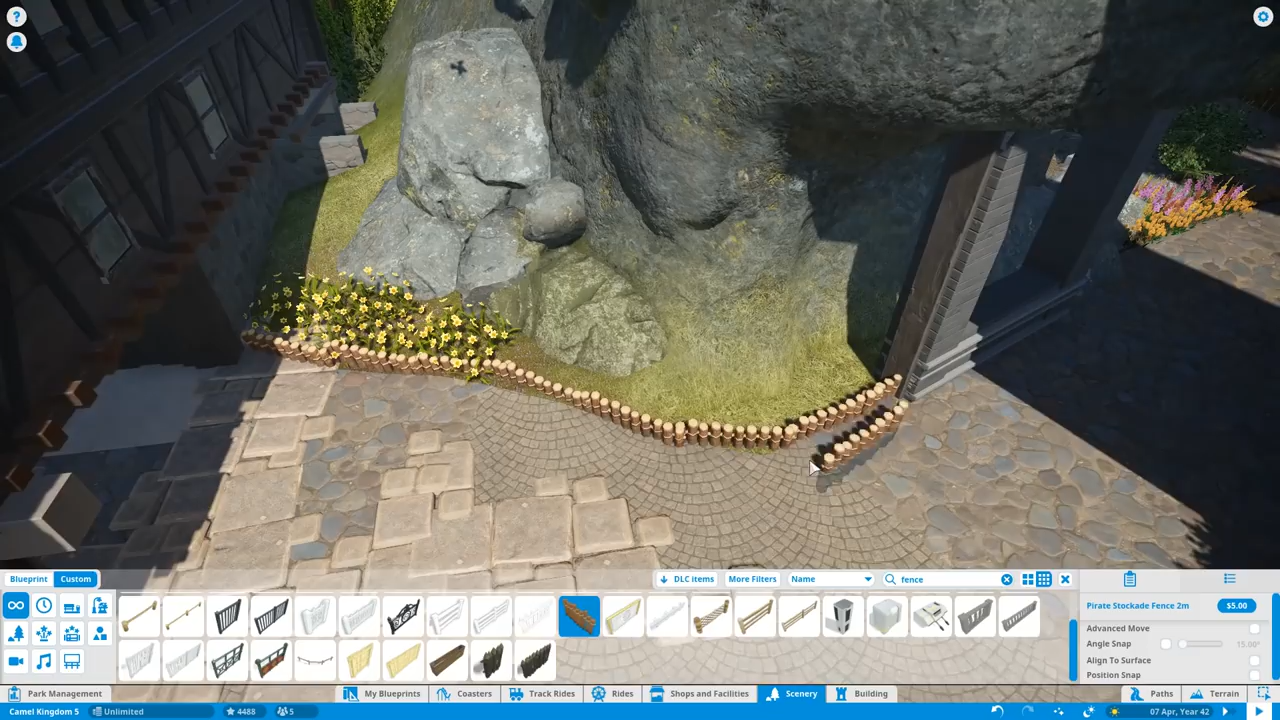 ?
Blueprint
Custom
DLC items
More Filters
Name
fence
Pirate Stockade Fence 2m
$5.00
Advanced Move
Angle Snap
15.00°
Align To Surface
Position Snap
Park Management
My Blueprints
Coasters
Track Rides
Rides
Shops and Facilities
Scenery
Building
Paths
Terrain
Camel Kingdom 5
Unlimited
4488
5
07 Apr, Year 42